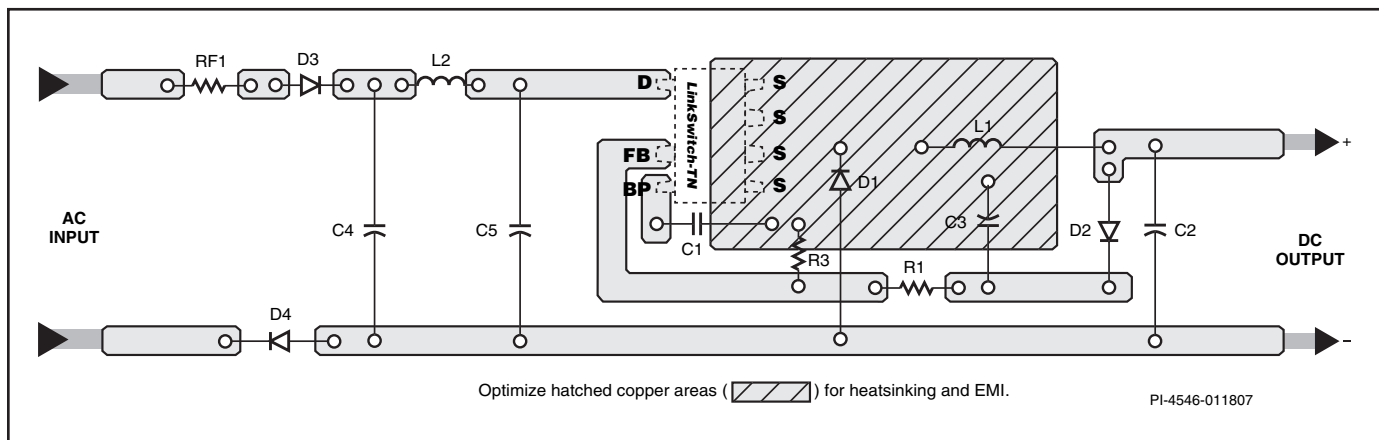 RF1
D3
L2
D
S
S
FB
S
BP
S
LinkSwitch-TN
L1
+
D1
C1
R3
C3
D2
C2
R1
C4
C5
AC
INPUT
DC
OUTPUT
D4
–
Optimize hatched copper areas ( ) for heatsinking and EMI.
PI-4546-011807